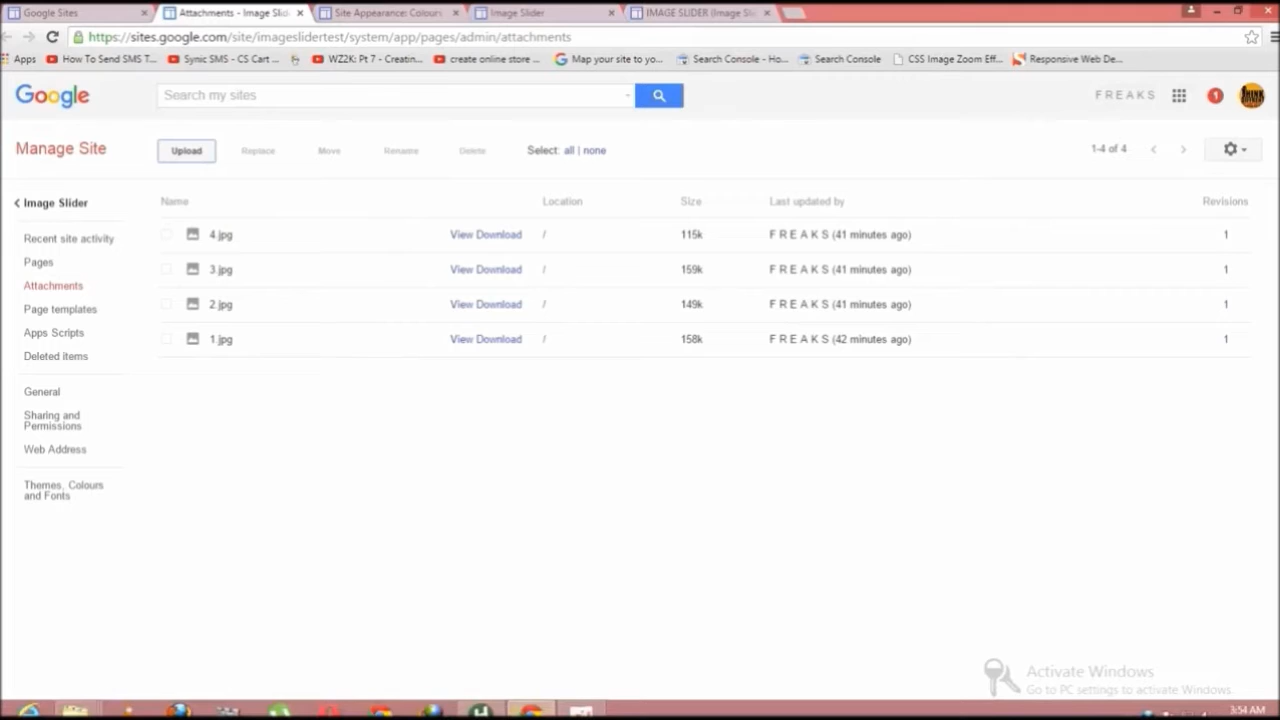 Google Sites
Attachments - Image Slid
Site Appearance: Colours
Image Slider
IMAGE SLIDER (Image Sli
https://sites.google.com/site/imageslidertest/system/app/pages/admin/attachments
Apps How To Send SMS T... Synic SMS - CS Cart ... WZ2K: Pt 7 - Creatin... create online store ... Map your site to yo... Search Console - Ho... Search Console CSS Image Zoom Eff... Responsive Web De...
Google Search my sites F R E A K S 1
Manage Site Upload Replace Move Rename Delete Select: all | none 1-4 of 4
Image Slider
Name Location Size Last updated by Revisions
4.jpg View Download / 115k F R E A K S (41 minutes ago) 1
3.jpg View Download / 159k F R E A K S (41 minutes ago) 1
2.jpg View Download / 149k F R E A K S (41 minutes ago) 1
1.jpg View Download / 158k F R E A K S (42 minutes ago) 1
Recent site activity
Pages
Attachments
Page templates
Apps Scripts
Deleted items
General
Sharing and
Permissions
Web Address
Themes, Colours
and Fonts
Activate Windows
Go to PC settings to activate Windows.
3:54 AM